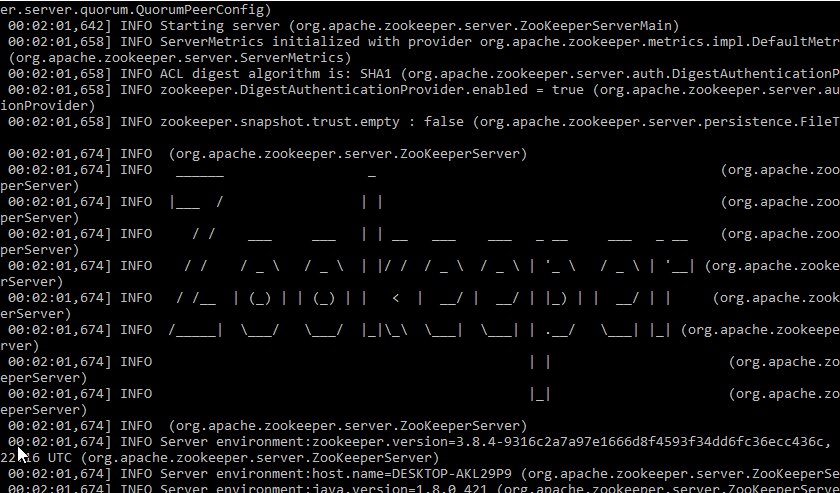 er.server.quorum.QuorumPeerConfig)
00:02:01,642] INFO Starting server (org.apache.zookeeper.server.ZooKeeperServerMain)
00:02:01,658] INFO ServerMetrics initialized with provider org.apache.zookeeper.metrics.impl.DefaultMetr
(org.apache.zookeeper.server.ServerMetrics)
00:02:01,658] INFO ACL digest algorithm is: SHA1 (org.apache.zookeeper.server.auth.DigestAuthenticationP
00:02:01,658] INFO zookeeper.DigestAuthenticationProvider.enabled = true (org.apache.zookeeper.server.au
ionProvider)
00:02:01,658] INFO zookeeper.snapshot.trust.empty : false (org.apache.zookeeper.server.persistence.FileT
00:02:01,674] INFO  (org.apache.zookeeper.server.ZooKeeperServer)
00:02:01,674] INFO   ______                  _                                           (org.apache.zoo
perServer)
00:02:01,674] INFO  |___  /                 | |                                          (org.apache.zoo
perServer)
00:02:01,674] INFO     / /    ___     ___   | | __   ___    ___   _ __     ___   _ __    (org.apache.zoo
perServer)
00:02:01,674] INFO    / /    / _ \   / _ \  | |/ /  / _ \  / _ \ | '_ \   / _ \ | '__| (org.apache.zooke
rServer)
00:02:01,674] INFO   / /__  | (_) | | (_) | |   <  |  __/ |  __/ | |_) | |  __/ | |     (org.apache.zook
erServer)
00:02:01,674] INFO  /_____|  \___/   \___/  |_|\_\  \___|  \___| | .__/   \___| |_| (org.apache.zookeepe
rver)
00:02:01,674] INFO                                               | |                      (org.apache.zo
eperServer)
00:02:01,674] INFO                                               |_|                      (org.apache.zo
eperServer)
00:02:01,674] INFO  (org.apache.zookeeper.server.ZooKeeperServer)
00:02:01,674] INFO Server environment:zookeeper.version=3.8.4-9316c2a7a97e1666d8f4593f34dd6fc36ecc436c,
UTC (org.apache.zookeeper.server.ZooKeeperServer)
00:02:01,674] INFO Server environment:host.name=DESKTOP-AKL29P9 (org.apache.zookeeper.server.ZooKeeperSe
00:02:01,674] INFO Server environment:java.version=1.8.0_421 (org.apache.zookeeper.server.ZooKeeperServe